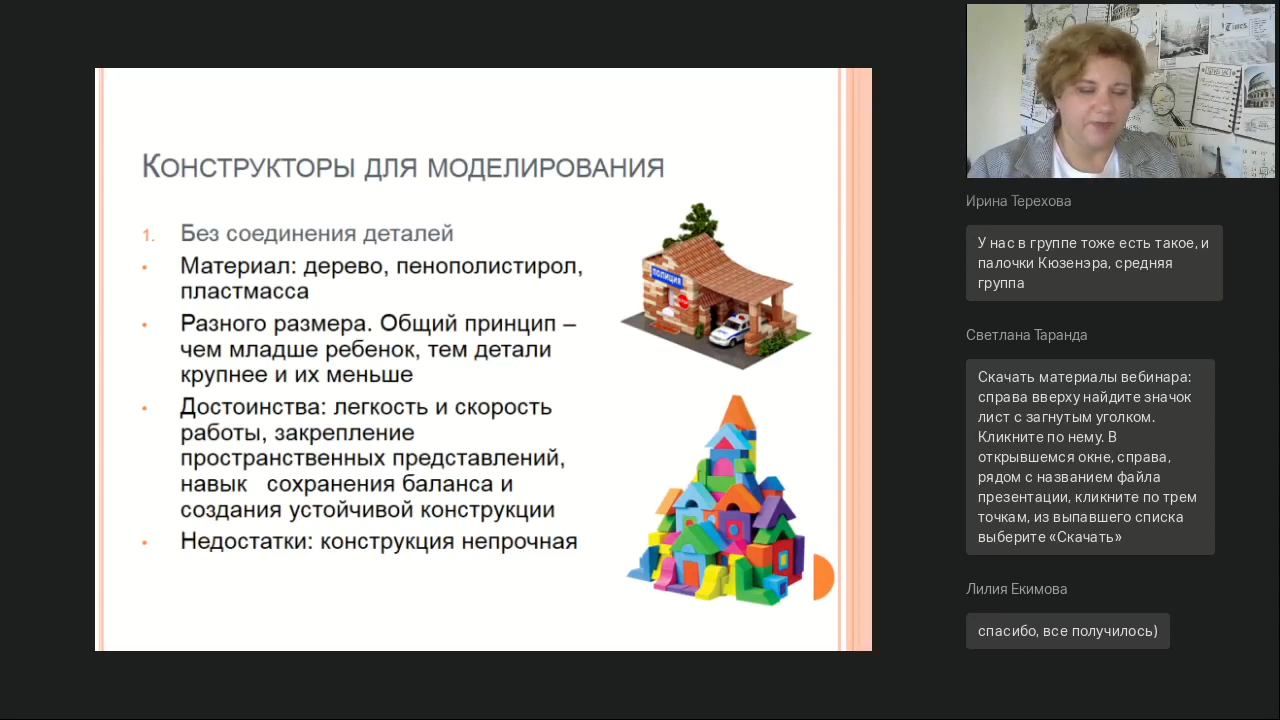 Конструкторы для моделирования
1. Без соединения деталей
• Материал: дерево, пенополистирол,
пластмасса
• Разного размера. Общий принцип –
чем младше ребенок, тем детали
крупнее и их меньше
• Достоинства: легкость и скорость
работы, закрепление
пространственных представлений,
навык сохранения баланса и
создания устойчивой конструкции
• Недостатки: конструкция непрочная
ПОЛИЦИЯ
Times
Ирина Терехова
У нас в группе тоже есть такое, и
палочки Кюзенэра, средняя
группа
Светлана Таранда
Скачать материалы вебинара:
справа вверху найдите значок
лист с загнутым уголком.
Кликните по нему. В
открывшемся окне, справа,
рядом с названием файла
презентации, кликните по трем
точкам, из выпавшего списка
выберите «Скачать»
Лилия Екимова
спасибо, все получилось)